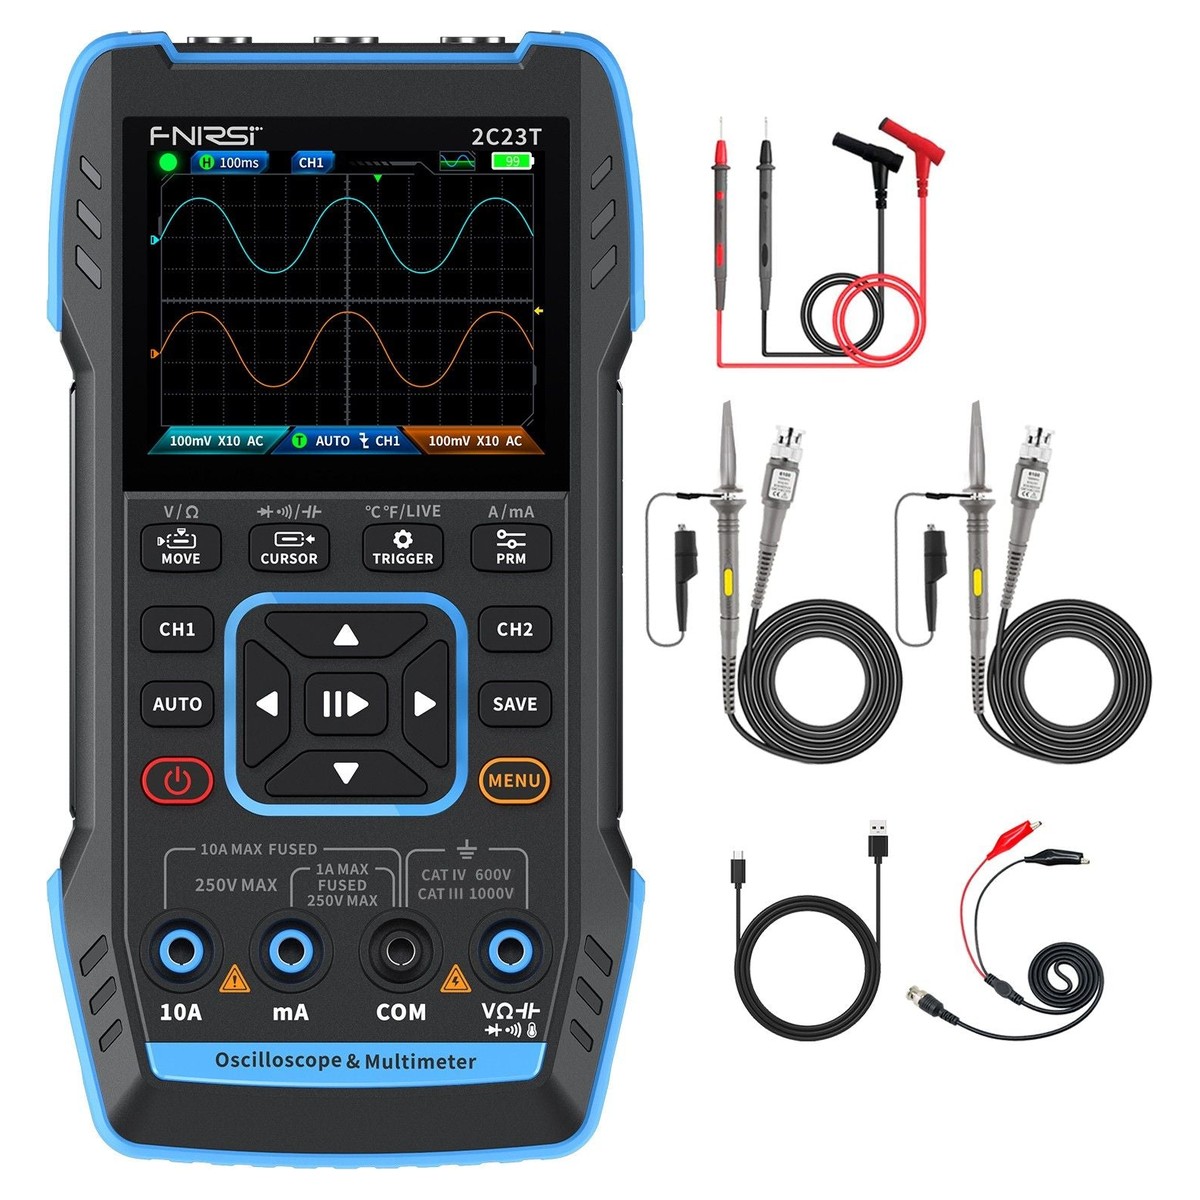 FNIRSI 2C23T
H 100ms CH1 99
100mV X10 AC T AUTO CH1 100mV X10 AC
V/Ω °C °F/LIVE A/mA
MOVE CURSOR TRIGGER PRM
CH1 CH2
AUTO SAVE
MENU
10A MAX FUSED
250V MAX
1A MAX
FUSED
250V MAX
CAT IV 600V
CAT III 1000V
10A mA COM VΩ
Oscilloscope & Multimeter